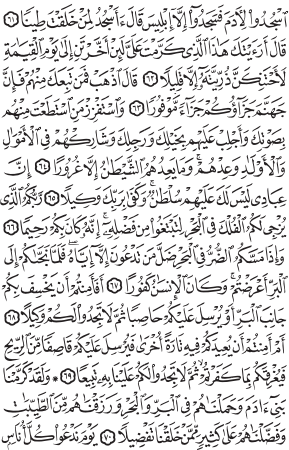 ٱسۡجُدُواْ لِأٓدَمَ فَسَجَدُوٓاْ إِلَّآ إِبۡلِيسَ قَالَ ءَأَسۡجُدُ لِمَنۡ خَلَقۡتَ طِينٗا ٦١
قَالَ أَرَءَيۡتَكَ هَٰذَا ٱلَّذِي كَرَّمۡتَ عَلَيَّ لَئِنۡ أَخَّرۡتَنِ إِلَىٰ يَوۡمِ ٱلۡقِيَٰمَةِ
لَأَحۡتَنِكَنَّ ذُرِّيَّتَهُۥٓ إِلَّا قَلِيلٗا ٦٢ قَالَ ٱذۡهَبۡ فَمَن تَبِعَكَ مِنۡهُمۡ فَإِنَّ
جَهَنَّمَ جَزَآؤُكُمۡ جَزَآءٗ مَّوۡفُورٗا ٦٣ وَٱسۡتَفۡزِزۡ مَنِ ٱسۡتَطَعۡتَ مِنۡهُم
بِصَوۡتِكَ وَأَجۡلِبۡ عَلَيۡهِم بِخَيۡلِكَ وَرَجِلِكَ وَشَارِكۡهُمۡ فِي ٱلۡأَمۡوَٰلِ
وَٱلۡأَوۡلَٰدِ وَعِدۡهُمۡۚ وَمَا يَعِدُهُمُ ٱلشَّيۡطَٰنُ إِلَّا غُرُورًا ٦٤ إِنَّ
عِبَادِي لَيۡسَ لَكَ عَلَيۡهِمۡ سُلۡطَٰنٞۚ وَكَفَىٰ بِرَبِّكَ وَكِيلٗا ٦٥ رَّبُّكُمُ ٱلَّذِي
يُزۡجِي لَكُمُ ٱلۡفُلۡكَ فِي ٱلۡبَحۡرِ لِتَبۡتَغُواْ مِن فَضۡلِهِۦٓۚ إِنَّهُۥ كَانَ بِكُمۡ رَحِيمٗا ٦٦
وَإِذَا مَسَّكُمُ ٱلضُّرُّ فِي ٱلۡبَحۡرِ ضَلَّ مَن تَدۡعُونَ إِلَّآ إِيَّاهُۖ فَلَمَّا نَجَّىٰكُمۡ إِلَى
ٱلۡبَرِّ أَعۡرَضۡتُمۡۚ وَكَانَ ٱلۡإِنسَٰنُ كَفُورًا ٦٧ أَفَأَمِنتُمۡ أَن يَخۡسِفَ بِكُمۡ
جَانِبَ ٱلۡبَرِّ أَوۡ يُرۡسِلَ عَلَيۡكُمۡ حَاصِبٗا ثُمَّ لَا تَجِدُواْ لَكُمۡ وَكِيلًا ٦٨
أَمۡ أَمِنتُمۡ أَن يُعِيدَكُمۡ فِيهِ تَارَةً أُخۡرَىٰ فَيُرۡسِلَ عَلَيۡكُمۡ قَاصِفٗا مِّنَ ٱلرِّيحِ
فَيُغۡرِقَكُم بِمَا كَفَرۡتُمۡ ثُمَّ لَا تَجِدُواْ لَكُمۡ عَلَيۡنَا بِهِۦ تَبِيعٗا ٦٩ ۞ وَلَقَدۡ كَرَّمۡنَا
بَنِيٓ ءَادَمَ وَحَمَلۡنَٰهُمۡ فِي ٱلۡبَرِّ وَٱلۡبَحۡرِ وَرَزَقۡنَٰهُم مِّنَ ٱلطَّيِّبَٰتِ
وَفَضَّلۡنَٰهُمۡ عَلَىٰ كَثِيرٖ مِّمَّنۡ خَلَقۡنَا تَفۡضِيلٗا ٧٠ يَوۡمَ نَدۡعُواْ كُلَّ أُنَاسِۭ